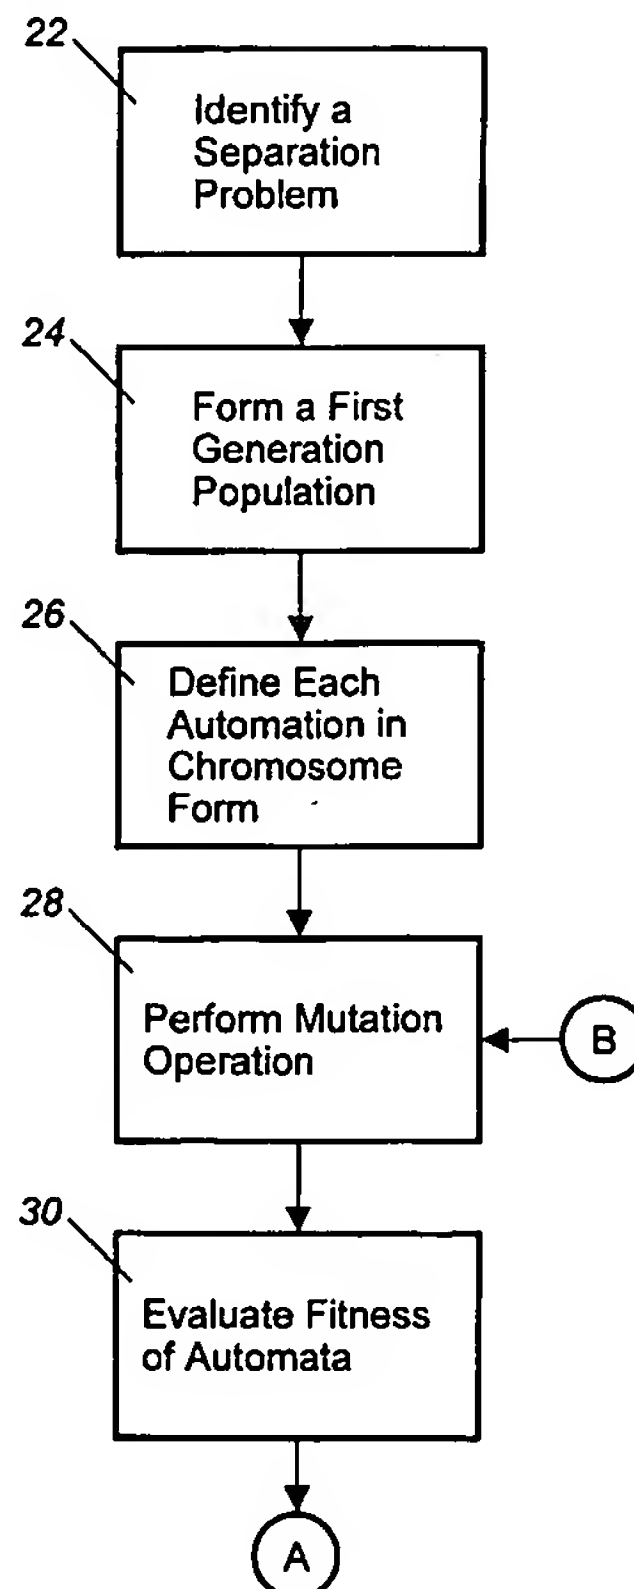 22
Identify a
Separation
Problem
24
Form a First
Generation
Population
26
Define Each
Automation in
Chromosome
Form
28
Perform Mutation
Operation
B
30
Evaluate Fitness
of Automata
A